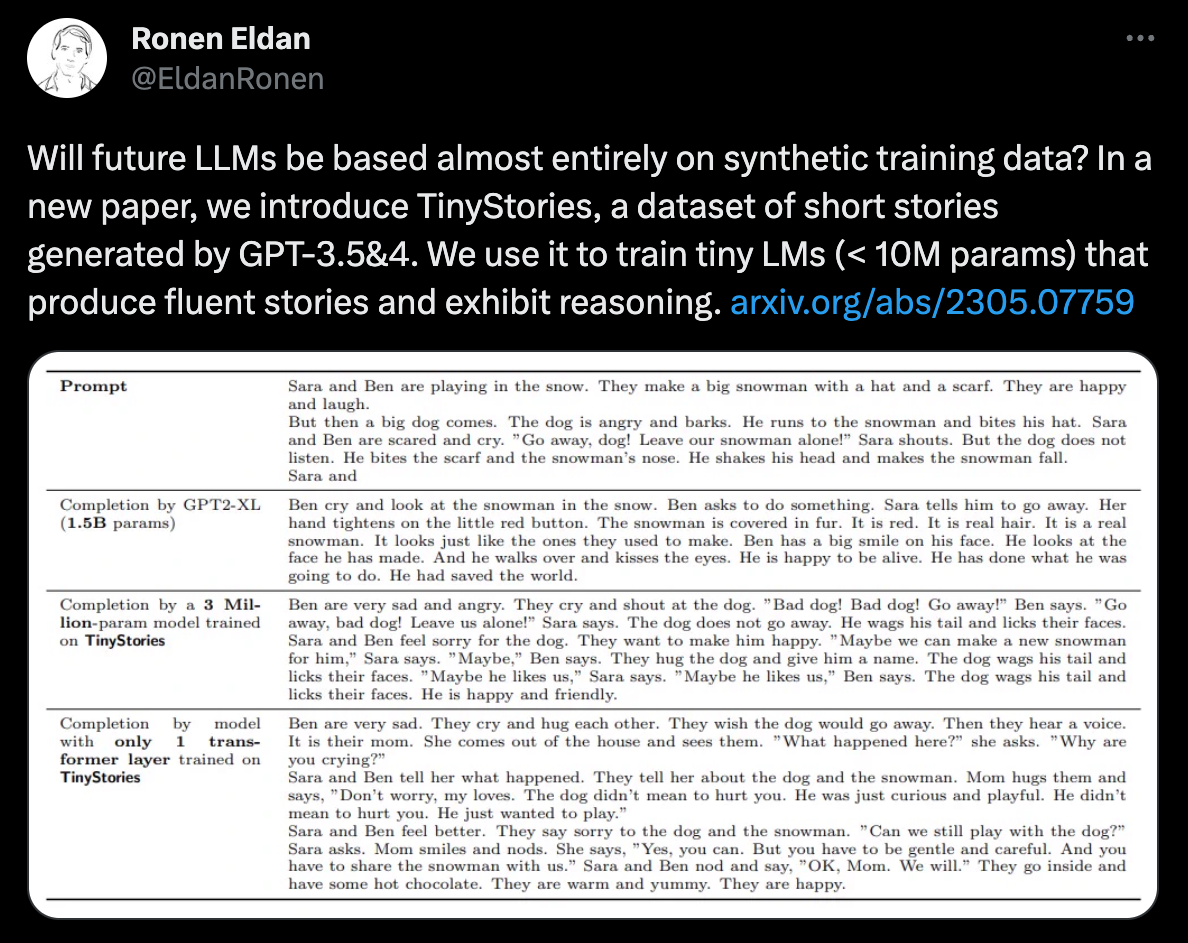 Ronen Eldan
@EldanRonen
Will future LLMs be based almost entirely on synthetic training data? In a
new paper, we introduce TinyStories, a dataset of short stories
generated by GPT-3.5&4. We use it to train tiny LMs (< 10M params) that
produce fluent stories and exhibit reasoning. arxiv.org/abs/2305.07759
Prompt
Sara and Ben are playing in the snow. They make a big snowman with a hat and a scarf. They are happy
and laugh.
But then a big dog comes. The dog is angry and barks. He runs to the snowman and bites his hat. Sara
and Ben are scared and cry. "Go away, dog! Leave our snowman alone!" Sara shouts. But the dog does not
listen. He bites the scarf and the snowman's nose. He shakes his head and makes the snowman fall.
Sara and
Completion by GPT2-XL
(1.5B params)
Ben cry and look at the snowman in the snow. Ben asks to do something. Sara tells him to go away. Her
hand tightens on the little red button. The snowman is covered in fur. It is red. It is real hair. It is a real
snowman. It looks just like the ones they used to make. Ben has a big smile on his face. He looks at the
face he has made. And he walks over and kisses the eyes. He is happy to be alive. He has done what he was
going to do. He had saved the world.
Completion by a 3 Mil-
lion-param model trained
on TinyStories
Ben are very sad and angry. They cry and shout at the dog. "Bad dog! Bad dog! Go away!" Ben says. "Go
away, bad dog! Leave us alone!" Sara says. The dog does not go away. He wags his tail and licks their faces.
Sara and Ben feel sorry for the dog. They want to make him happy. "Maybe we can make a new snowman
for him," Sara says. "Maybe," Ben says. They hug the dog and give him a name. The dog wags his tail and
licks their faces. "Maybe he likes us," Sara says. "Maybe he likes us," Ben says. The dog wags his tail and
licks their faces. He is happy and friendly.
Completion by model
with only 1 trans-
former layer trained on
TinyStories
Ben are very sad. They cry and hug each other. They wish the dog would go away. Then they hear a voice.
It is their mom. She comes out of the house and sees them. "What happened here?" she asks. "Why are
you crying?"
Sara and Ben tell her what happened. They tell her about the dog and the snowman. Mom hugs them and
says, "Don't worry, my loves. The dog didn't mean to hurt you. He was just curious and playful. He didn't
mean to hurt you. He just wanted to play."
Sara and Ben feel better. They say sorry to the dog and the snowman. "Can we still play with the dog?"
Sara asks. Mom smiles and nods. She says, "Yes, you can. But you have to be gentle and careful. And you
have to share the snowman with us." Sara and Ben nod and say, "OK, Mom. We will." They go inside and
have some hot chocolate. They are warm and yummy. They are happy.